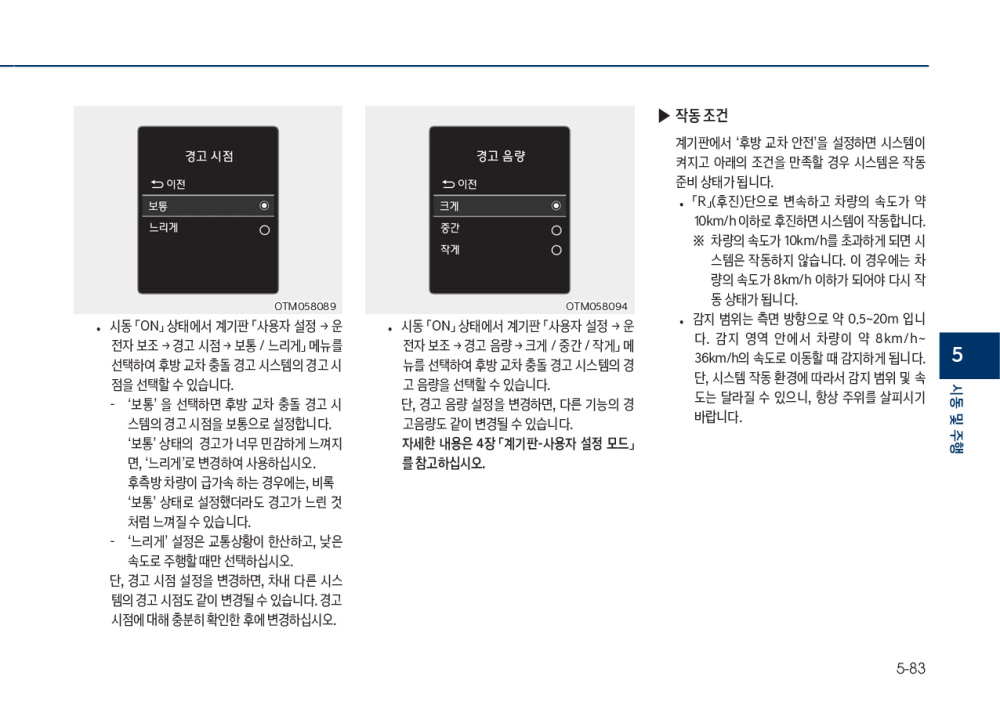 경고 시점
이전
보통
느리게
OTM058089
• 시동 「ON」 상태에서 계기판 「사용자 설정 → 운
전자 보조 → 경고 시점 → 보통 / 느리게」 메뉴를
선택하여 후방 교차 충돌 경고 시스템의 경고 시
점을 선택할 수 있습니다.
- ‘보통’ 을 선택하면 후방 교차 충돌 경고 시
스템의 경고 시점을 보통으로 설정합니다.
‘보통’ 상태의 경고가 너무 민감하게 느껴지
면, ‘느리게’로 변경하여 사용하십시오.
후측방 차량이 급가속 하는 경우에는, 비록
‘보통’ 상태로 설정했더라도 경고가 느린 것
처럼 느껴질 수 있습니다.
- ‘느리게’ 설정은 교통상황이 한산하고, 낮은
속도로 주행할 때만 선택하십시오.
단, 경고 시점 설정을 변경하면, 차내 다른 시스
템의 경고 시점도 같이 변경될 수 있습니다. 경고
시점에 대해 충분히 확인한 후에 변경하십시오.
경고 음량
이전
크게
중간
작게
OTM058094
• 시동 「ON」 상태에서 계기판 「사용자 설정 → 운
전자 보조 → 경고 음량 → 크게 / 중간 / 작게」 메
뉴를 선택하여 후방 교차 충돌 경고 시스템의 경
고 음량을 선택할 수 있습니다.
단, 경고 음량 설정을 변경하면, 다른 기능의 경
고음량도 같이 변경될 수 있습니다.
자세한 내용은 4장 「계기판-사용자 설정 모드」
를 참고하십시오.
▶ 작동 조건
계기판에서 ‘후방 교차 안전’을 설정하면 시스템이
켜지고 아래의 조건을 만족할 경우 시스템은 작동
준비 상태가 됩니다.
• 「R」(후진)단으로 변속하고 차량의 속도가 약
10km/h 이하로 후진하면 시스템이 작동합니다.
※ 차량의 속도가 10km/h를 초과하게 되면 시
스템은 작동하지 않습니다. 이 경우에는 차
량의 속도가 8km/h 이하가 되어야 다시 작
동 상태가 됩니다.
• 감지 범위는 측면 방향으로 약 0.5~20m 입니
다. 감지 영역 안에서 차량이 약 8km/h~
36km/h의 속도로 이동할 때 감지하게 됩니다.
단, 시스템 작동 환경에 따라서 감지 범위 및 속
도는 달라질 수 있으니, 항상 주위를 살피시기
바랍니다.
5
시동 및 주행
5-83